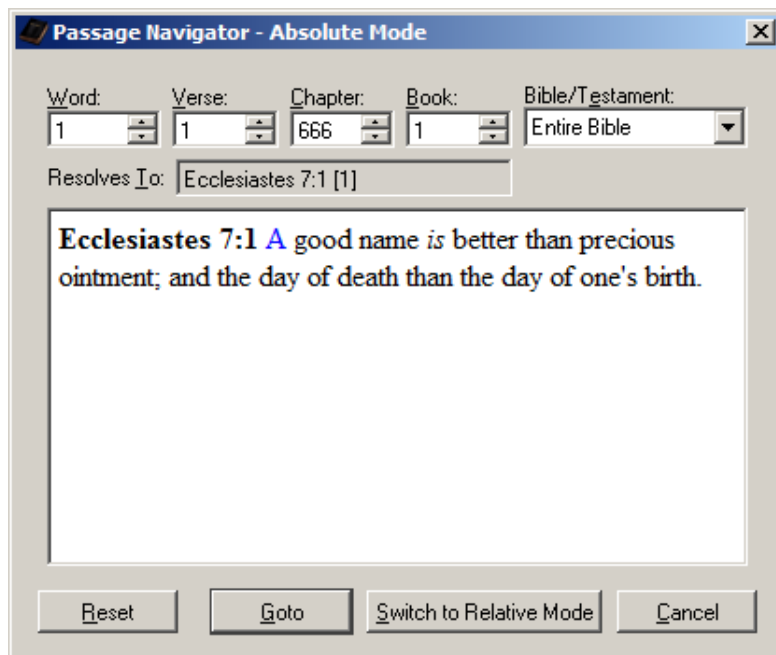 Passage Navigator - Absolute Mode
Word: Verse: Chapter: Book: Bible/Testament:
1 1 666 1 Entire Bible
Resolves To: Ecclesiastes 7:1 [1]
Ecclesiastes 7:1 A good name is better than precious
ointment; and the day of death than the day of one's birth.
Reset Goto Switch to Relative Mode Cancel